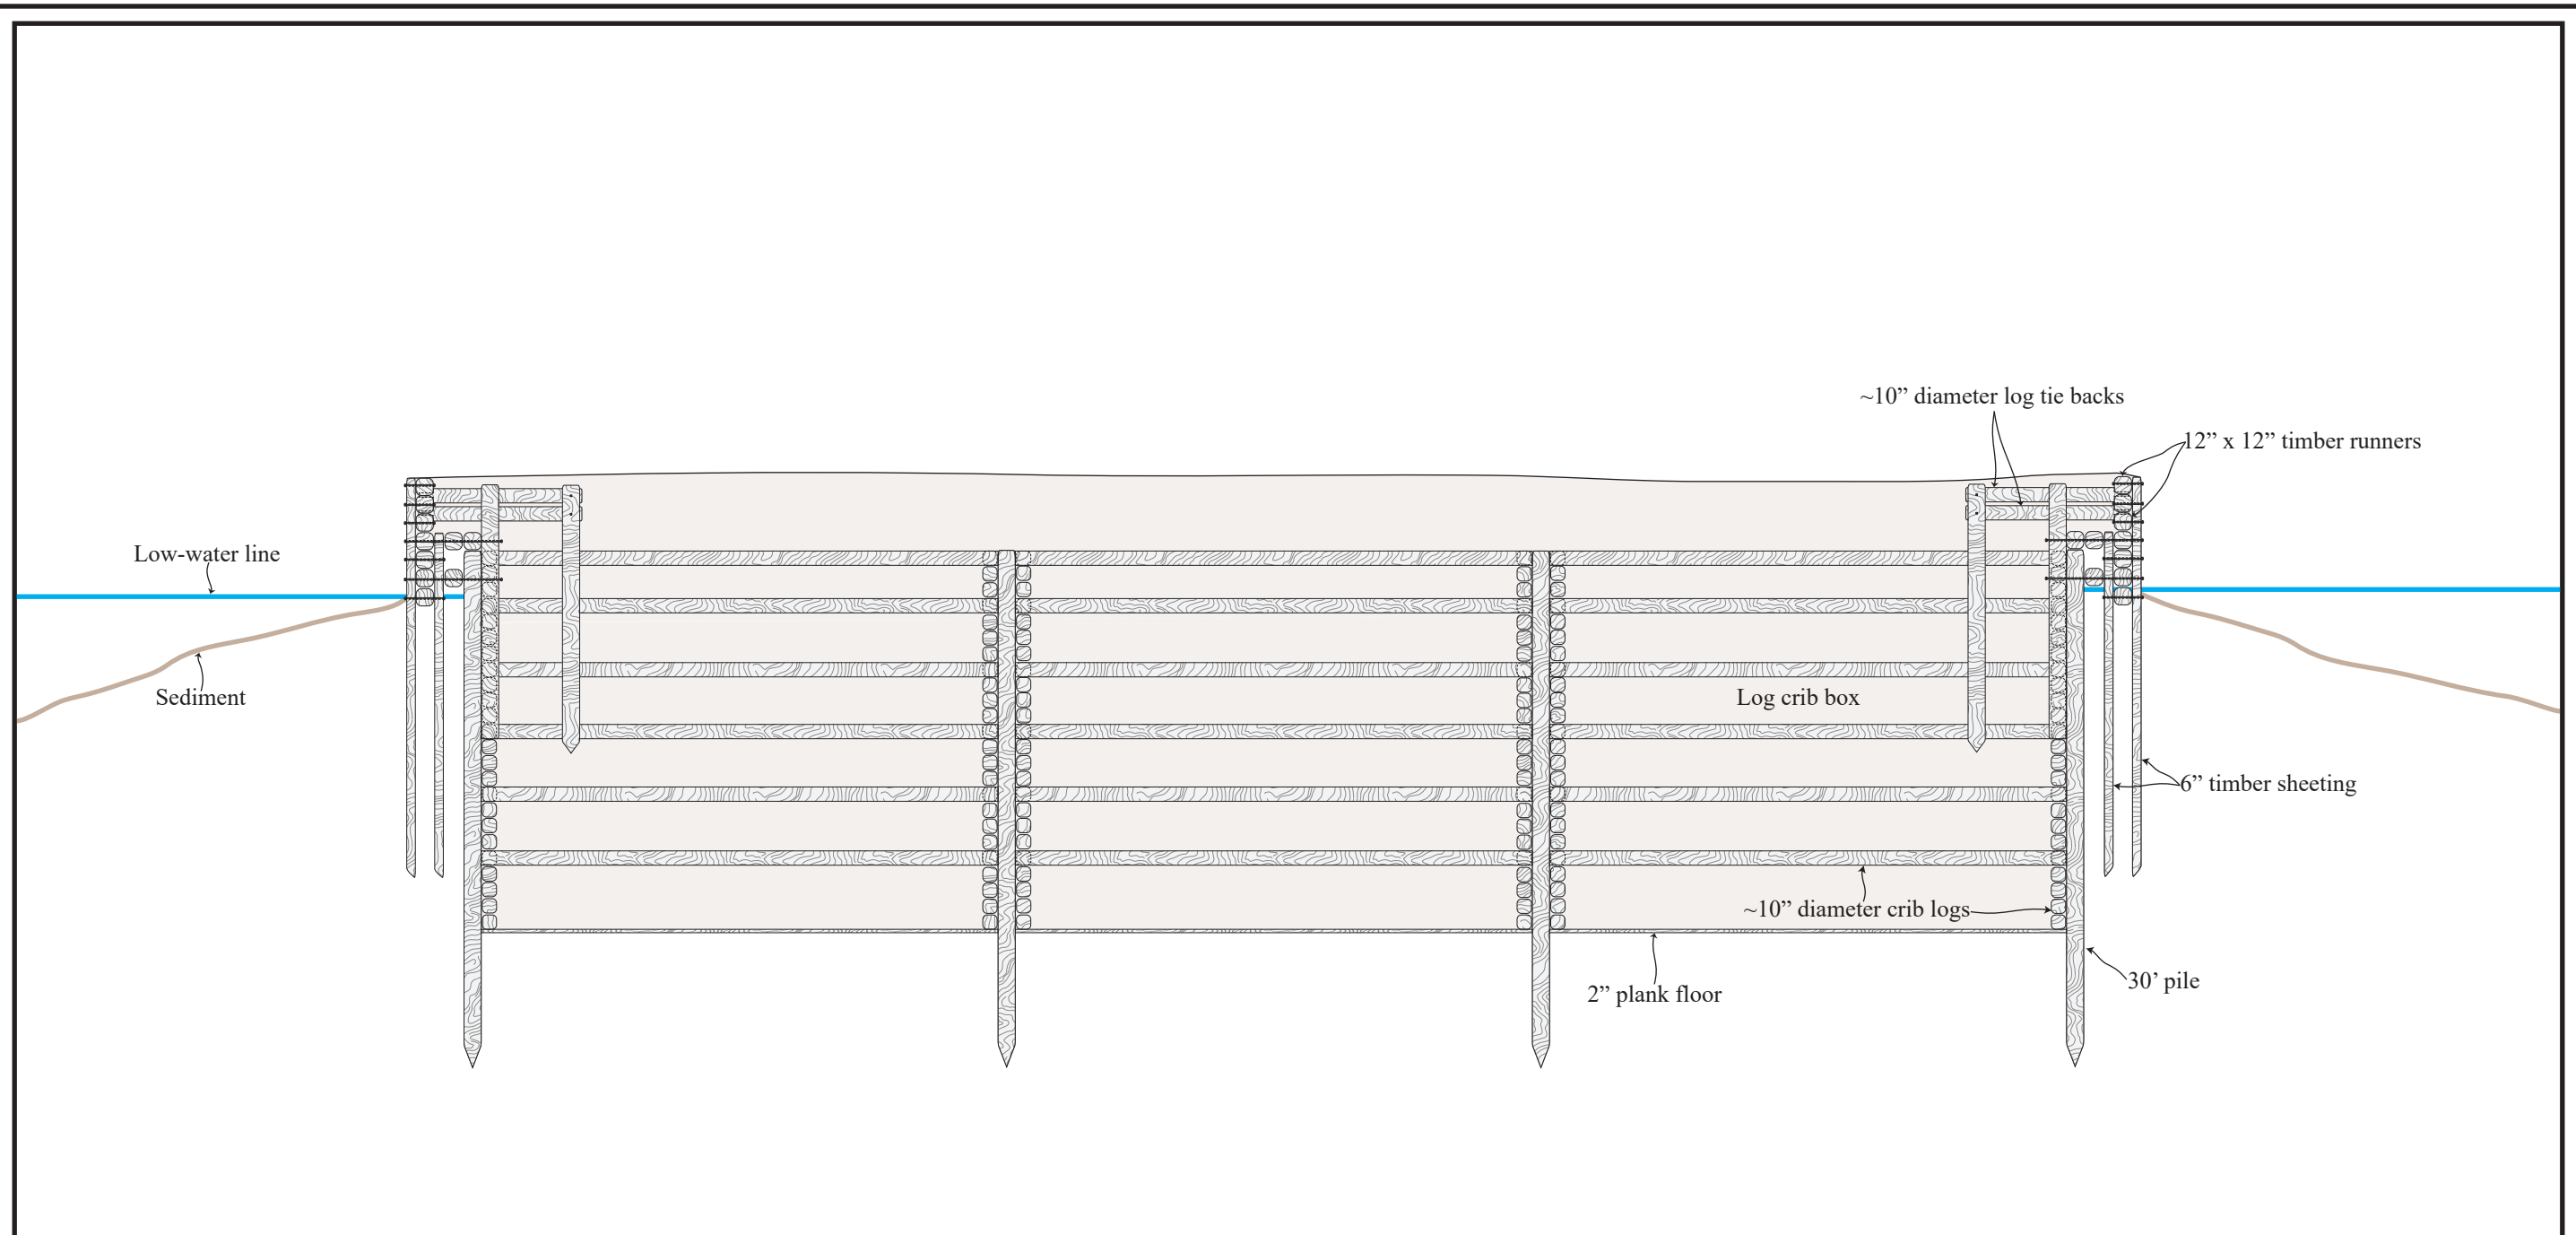 ~10” diameter log tie backs
12” x 12” timber runners
Low-water line
Sediment
Log crib box
6” timber sheeting
~10” diameter crib logs
30’ pile
2” plank floor